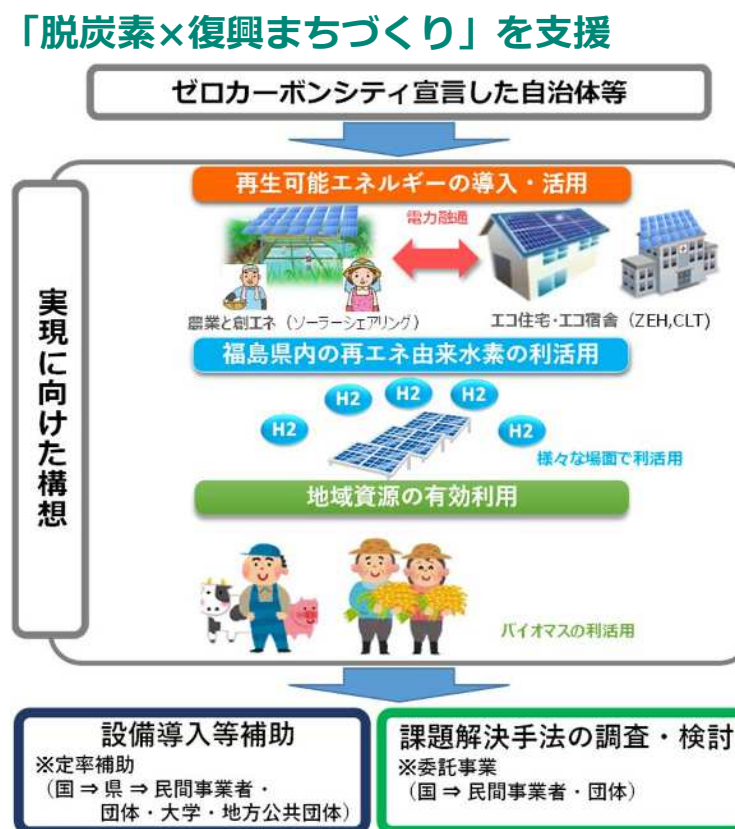 「脱炭素×復興まちづくり」を支援
ゼロカーボンシティ宣言した自治体等
実現に向けた構想
再生可能エネルギーの導入・活用
電力融通
農業と創エネ（ソーラーシェアリング）
エコ住宅・エコ宿舎（ZEH,CLT)
福島県内の再エネ由来水素の利活用
H2
H2
H2
H2
H2
様々な場面で利活用
地域資源の有効利用
バイオマスの利活用
設備導入等補助
※定率補助
（国 ⇒ 県 ⇒ 民間事業者・
団体・大学・地方公共団体）
課題解決手法の調査・検討
※委託事業
（国 ⇒ 民間事業者・団体）